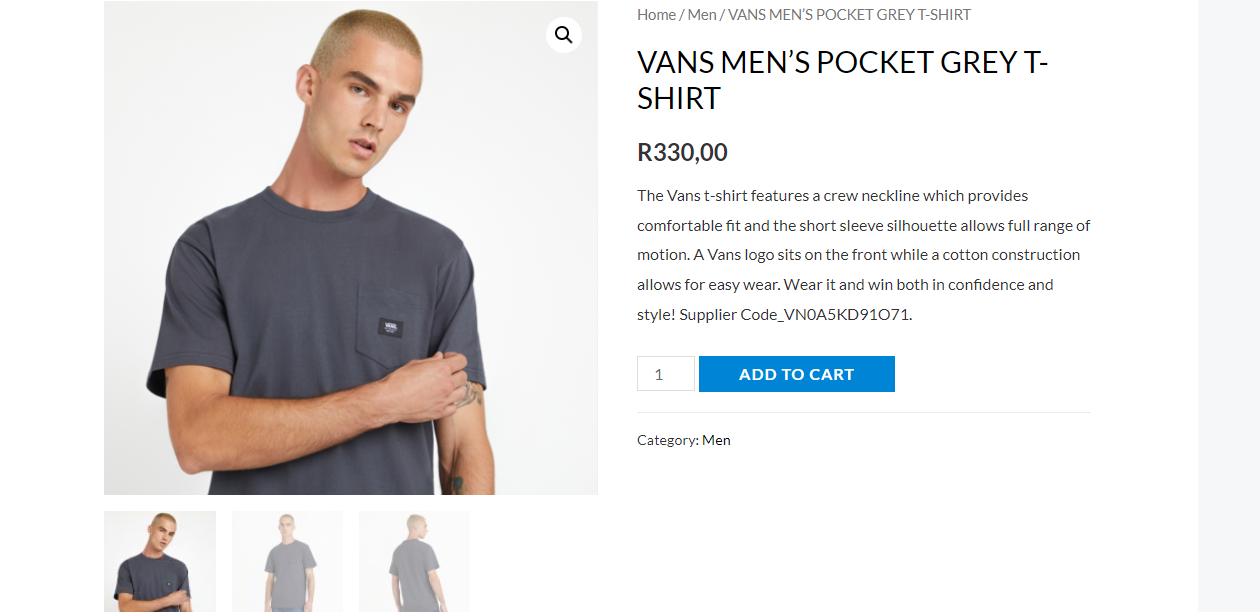 Home / Men / VANS MEN’S POCKET GREY T-SHIRT
VANS MEN’S POCKET GREY T-
SHIRT
R330,00
The Vans t-shirt features a crew neckline which provides
comfortable fit and the short sleeve silhouette allows full range of
motion. A Vans logo sits on the front while a cotton construction
allows for easy wear. Wear it and win both in confidence and
style! Supplier Code_VN0A5KD91O71.
1 ADD TO CART
Category: Men
VANS